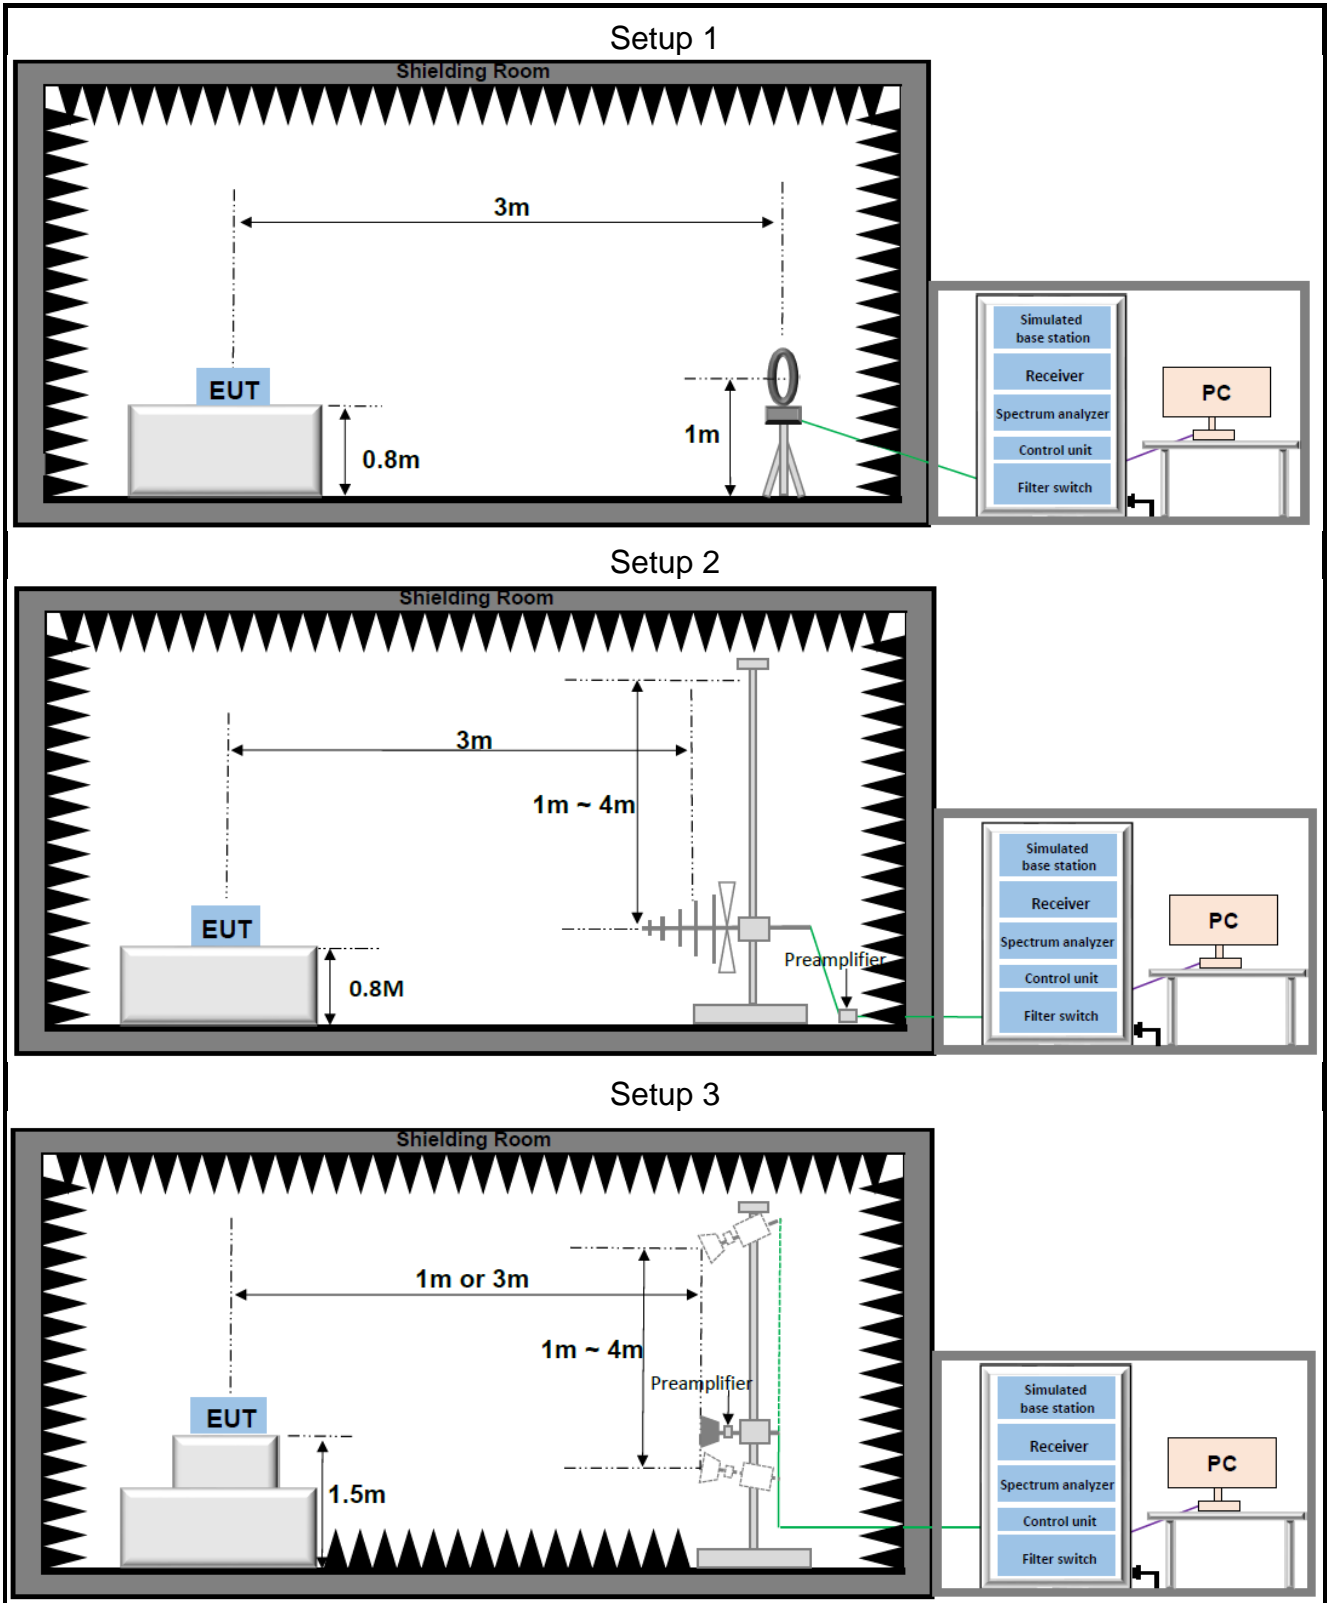 Setup 1
Shielding Room
3m
EUT
0.8m
1m
Simulated
base station
Receiver
Spectrum analyzer
Control unit
Filter switch
PC
Setup 2
Shielding Room
3m
1m ~ 4m
EUT
0.8M
Preamplifier
Simulated
base station
Receiver
Spectrum analyzer
Control unit
Filter switch
PC
Setup 3
Shielding Room
1m or 3m
1m ~ 4m
Preamplifier
EUT
1.5m
Simulated
base station
Receiver
Spectrum analyzer
Control unit
Filter switch
PC